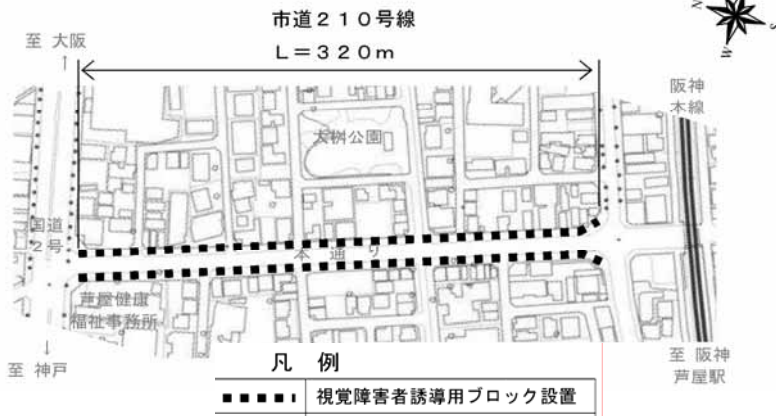 市道２１０号線
L＝３２０m
至 大阪
↑
N
S
W
阪神
本線
大桝公園
国道
2号
本通り
芦屋健康
福祉事務所
↓
至 神戸
至 阪神
芦屋駅
凡 例
視覚障害者誘導用ブロック設置